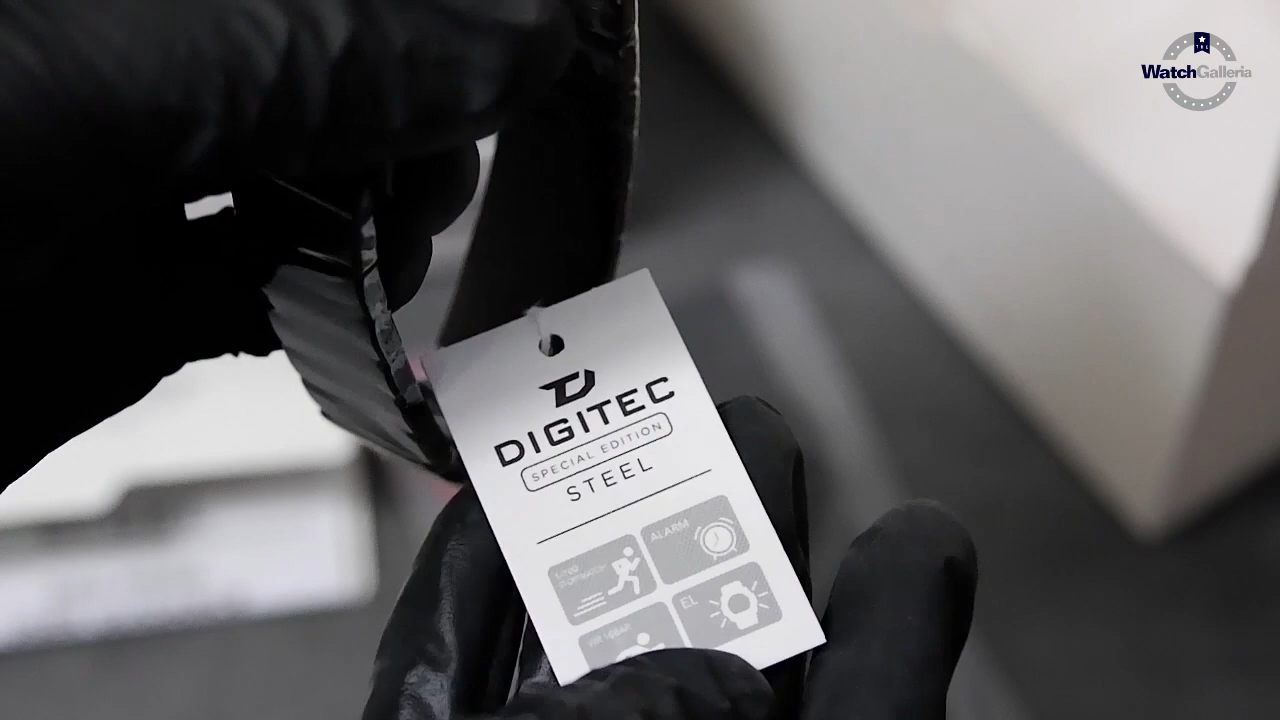 WatchGalleria
DIGITEC
SPECIAL EDITION
STEEL
ALARM
EL